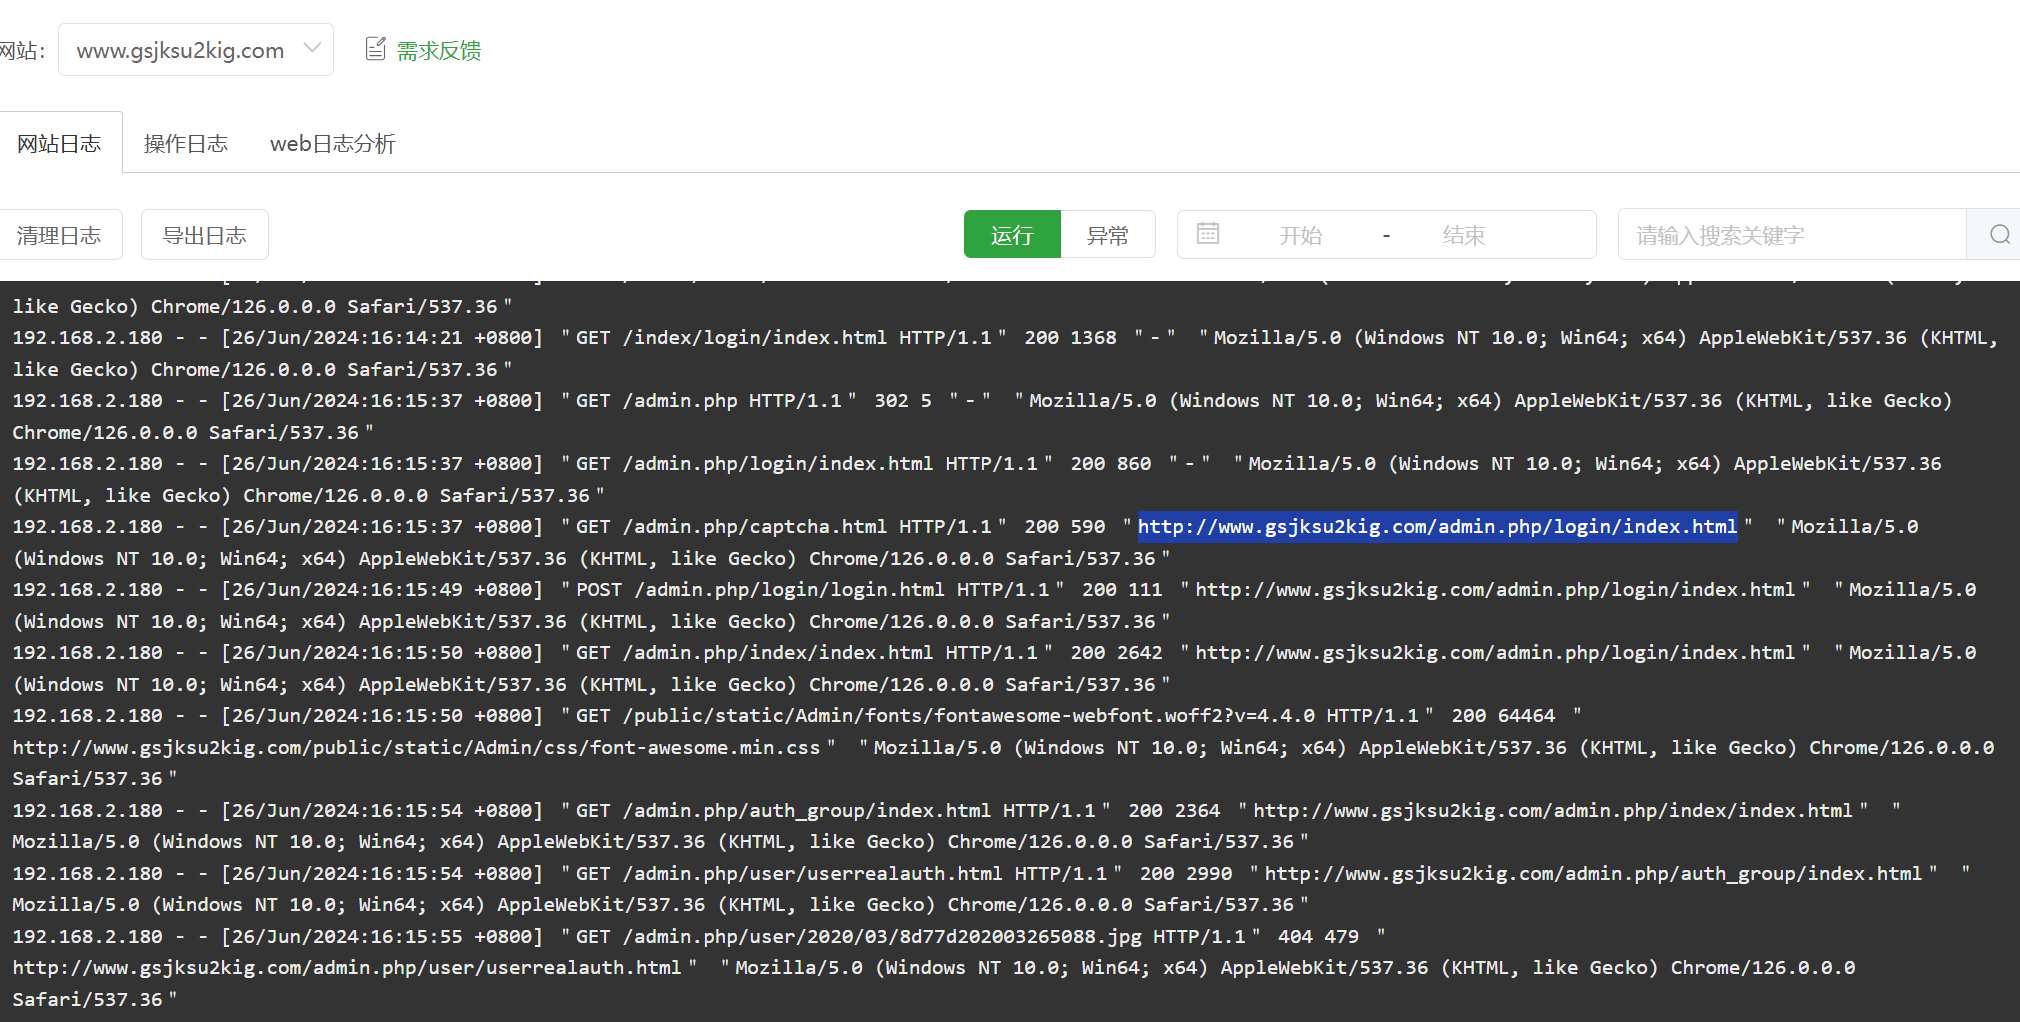 网站: www.gsjksu2kig.com 需求反馈
网站日志 操作日志 web日志分析
清理日志 导出日志 运行 异常 开始 - 结束 请输入搜索关键字
like Gecko) Chrome/126.0.0.0 Safari/537.36"
192.168.2.180 - - [26/Jun/2024:16:14:21 +0800] "GET /index/login/index.html HTTP/1.1" 200 1368 "-" "Mozilla/5.0 (Windows NT 10.0; Win64; x64) AppleWebKit/537.36 (KHTML,
like Gecko) Chrome/126.0.0.0 Safari/537.36"
192.168.2.180 - - [26/Jun/2024:16:15:37 +0800] "GET /admin.php HTTP/1.1" 302 5 "-" "Mozilla/5.0 (Windows NT 10.0; Win64; x64) AppleWebKit/537.36 (KHTML, like Gecko)
Chrome/126.0.0.0 Safari/537.36"
192.168.2.180 - - [26/Jun/2024:16:15:37 +0800] "GET /admin.php/login/index.html HTTP/1.1" 200 860 "-" "Mozilla/5.0 (Windows NT 10.0; Win64; x64) AppleWebKit/537.36
(KHTML, like Gecko) Chrome/126.0.0.0 Safari/537.36"
192.168.2.180 - - [26/Jun/2024:16:15:37 +0800] "GET /admin.php/captcha.html HTTP/1.1" 200 590 "http://www.gsjksu2kig.com/admin.php/login/index.html" "Mozilla/5.0
(Windows NT 10.0; Win64; x64) AppleWebKit/537.36 (KHTML, like Gecko) Chrome/126.0.0.0 Safari/537.36"
192.168.2.180 - - [26/Jun/2024:16:15:49 +0800] "POST /admin.php/login/login.html HTTP/1.1" 200 111 "http://www.gsjksu2kig.com/admin.php/login/index.html" "Mozilla/5.0
(Windows NT 10.0; Win64; x64) AppleWebKit/537.36 (KHTML, like Gecko) Chrome/126.0.0.0 Safari/537.36"
192.168.2.180 - - [26/Jun/2024:16:15:50 +0800] "GET /admin.php/index/index.html HTTP/1.1" 200 2642 "http://www.gsjksu2kig.com/admin.php/login/index.html" "Mozilla/5.0
(Windows NT 10.0; Win64; x64) AppleWebKit/537.36 (KHTML, like Gecko) Chrome/126.0.0.0 Safari/537.36"
192.168.2.180 - - [26/Jun/2024:16:15:50 +0800] "GET /public/static/Admin/fonts/fontawesome-webfont.woff2?v=4.4.0 HTTP/1.1" 200 64464 "
http://www.gsjksu2kig.com/public/static/Admin/css/font-awesome.min.css" "Mozilla/5.0 (Windows NT 10.0; Win64; x64) AppleWebKit/537.36 (KHTML, like Gecko) Chrome/126.0.0.0
Safari/537.36"
192.168.2.180 - - [26/Jun/2024:16:15:54 +0800] "GET /admin.php/auth_group/index.html HTTP/1.1" 200 2364 "http://www.gsjksu2kig.com/admin.php/index/index.html" "
Mozilla/5.0 (Windows NT 10.0; Win64; x64) AppleWebKit/537.36 (KHTML, like Gecko) Chrome/126.0.0.0 Safari/537.36"
192.168.2.180 - - [26/Jun/2024:16:15:54 +0800] "GET /admin.php/user/userrealauth.html HTTP/1.1" 200 2990 "http://www.gsjksu2kig.com/admin.php/auth_group/index.html" "
Mozilla/5.0 (Windows NT 10.0; Win64; x64) AppleWebKit/537.36 (KHTML, like Gecko) Chrome/126.0.0.0 Safari/537.36"
192.168.2.180 - - [26/Jun/2024:16:15:55 +0800] "GET /admin.php/user/2020/03/8d77d202003265088.jpg HTTP/1.1" 404 479 "
http://www.gsjksu2kig.com/admin.php/user/userrealauth.html" "Mozilla/5.0 (Windows NT 10.0; Win64; x64) AppleWebKit/537.36 (KHTML, like Gecko) Chrome/126.0.0.0
Safari/537.36"